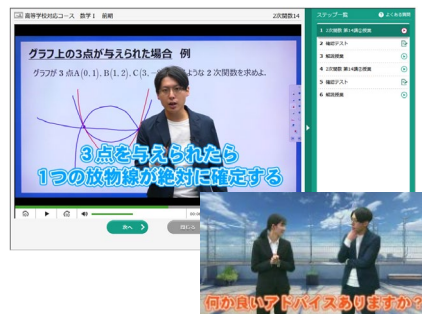 高等学校対応コース 数学Ⅰ 前期
2次関数14
ステップ一覧
よくある質問
1 2次関数 第14講①授業
2 確認テスト
3 解説授業
4 2次関数 第14講②授業
5 確認テスト
6 解説授業
グラフ上の3点が与えられた場合 例
グラフが 3 点A(0, 1), B(1, 2), C(3, ような 2 次関数を求めよ.
3点を与えられたら
1つの放物線が絶対に確定する
次へ
閉じる
何か良いアドバイスありますか?